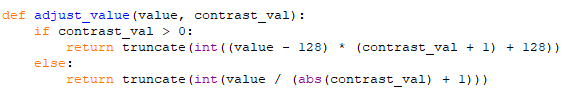 def adjust_value(value, contrast_val):
    if contrast_val > 0:
        return truncate(int((value - 128) * (contrast_val + 1) + 128))
    else:
        return truncate(int(value / (abs(contrast_val) + 1)))